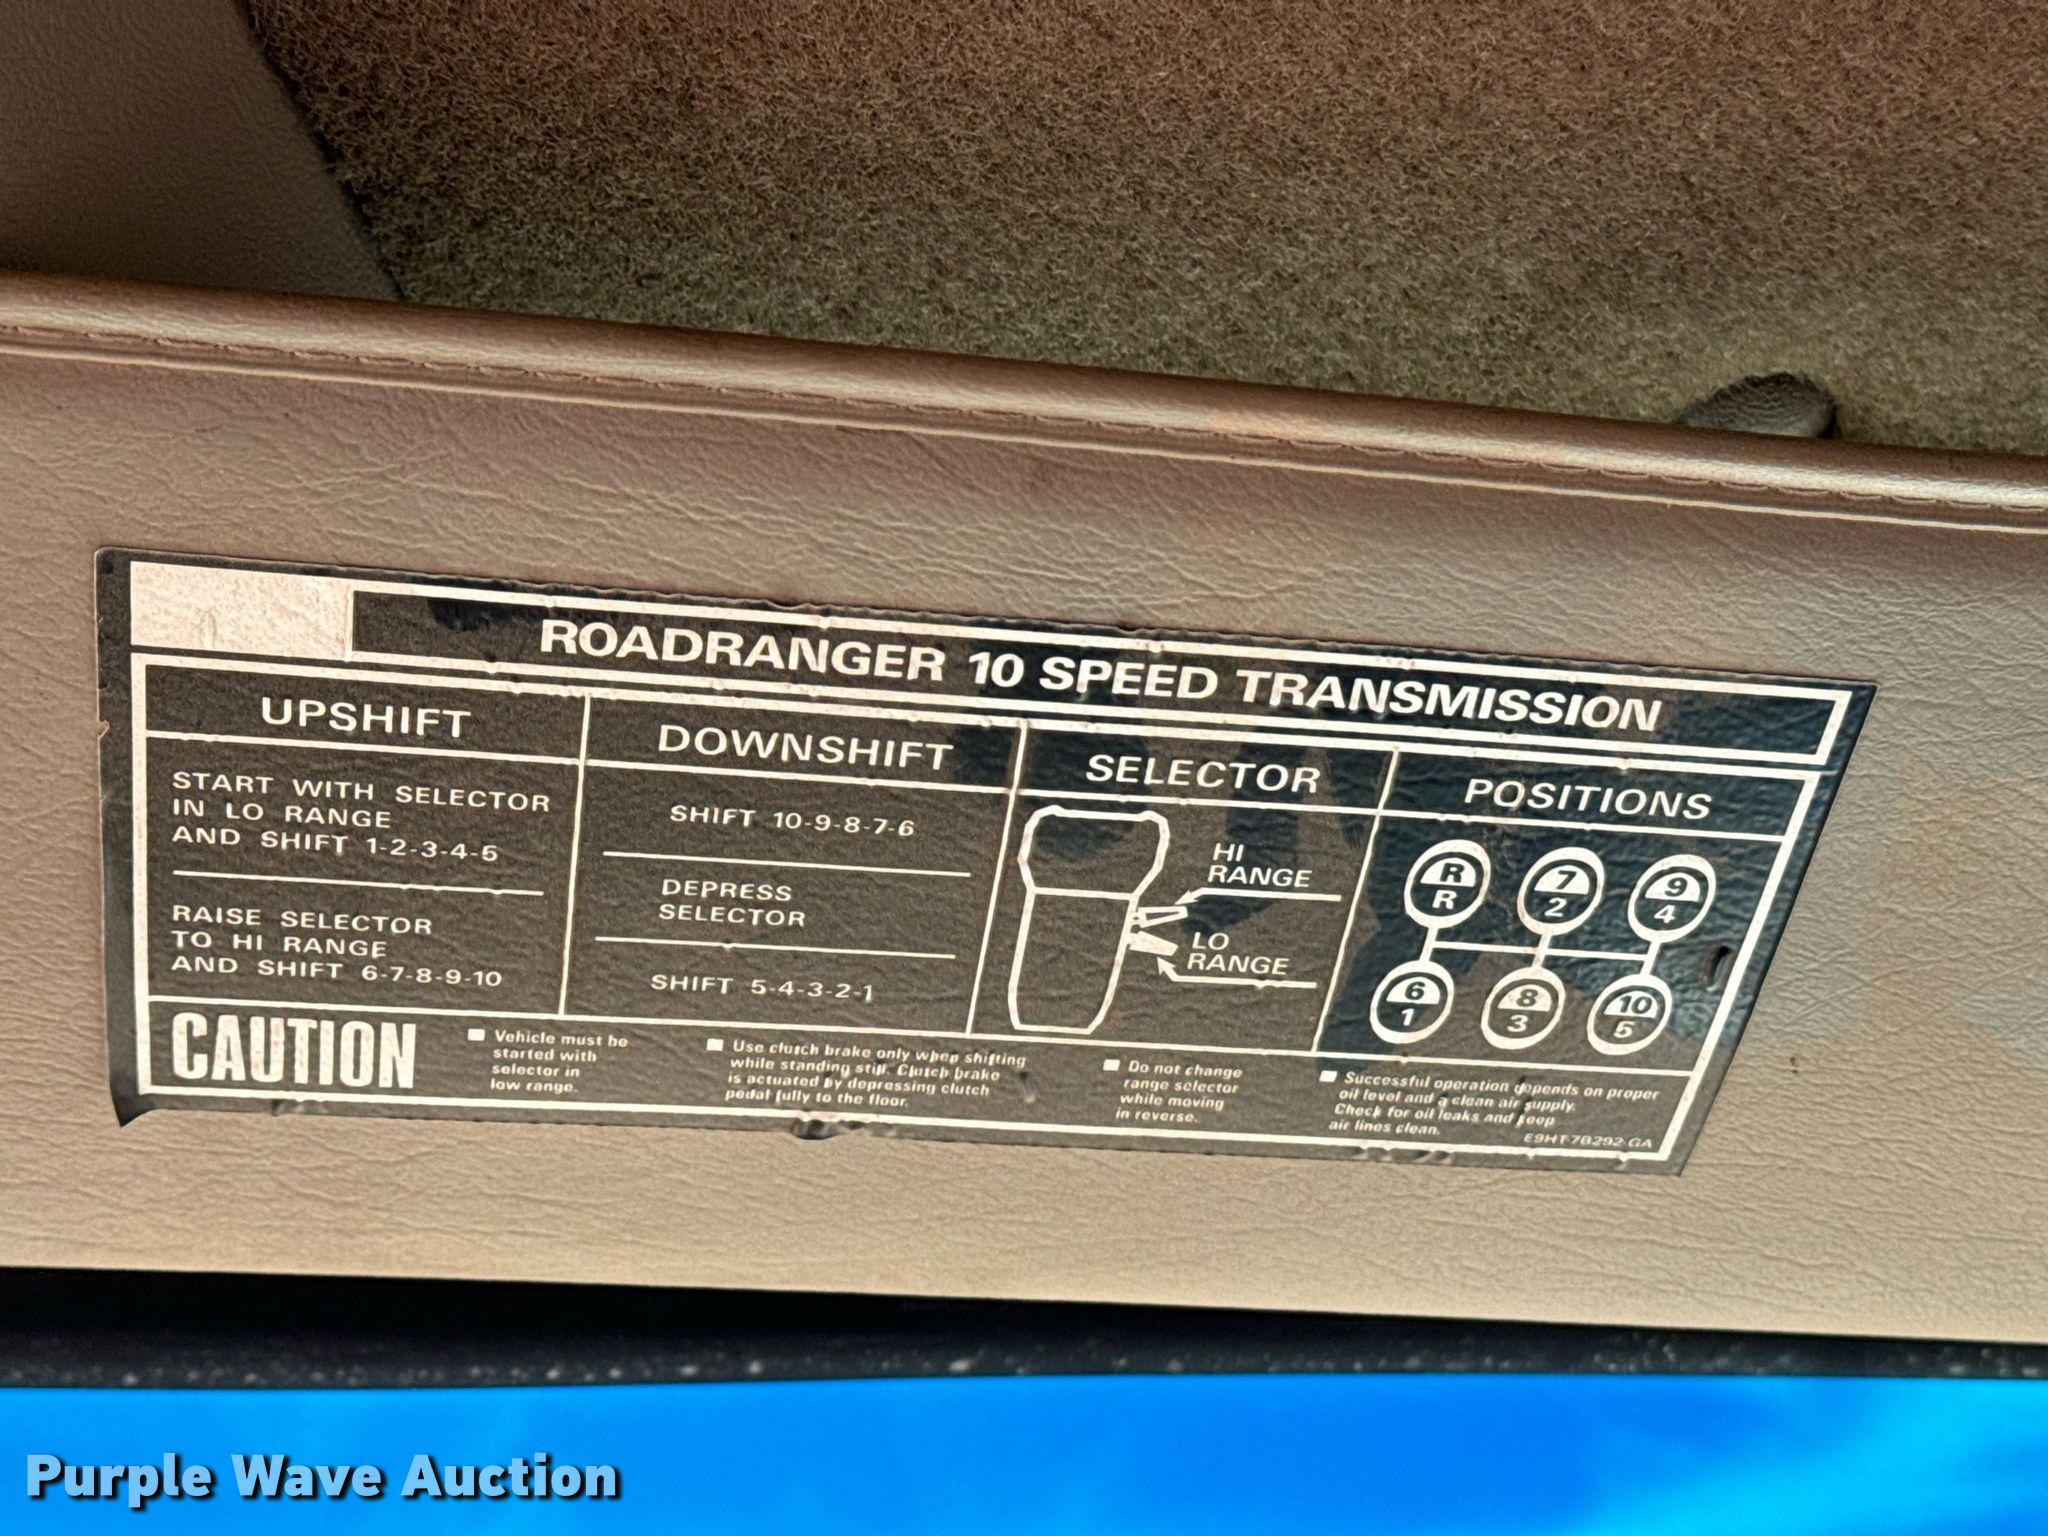 ROADRANGER 10 SPEED TRANSMISSION
UPSHIFT
START WITH SELECTOR
IN LO RANGE
AND SHIFT 1-2-3-4-5
RAISE SELECTOR
TO HI RANGE
AND SHIFT 6-7-8-9-10
DOWNSHIFT
SHIFT 10-9-8-7-6
DEPRESS
SELECTOR
SHIFT 5-4-3-2-1
SELECTOR
HI
RANGE
LO
RANGE
POSITIONS
R 7 9
R 2 4
6 8 10
1 3 5
CAUTION
Vehicle must be
started with
selector in
low range.
Use clutch brake only when shifting
while standing still. Clutch brake
is actuated by depressing clutch
pedal fully to the floor.
Do not change
range selector
while moving
in reverse.
Successful operation depends on proper
oil level and a clean air supply.
Check for oil leaks and keep
air lines clean.
E9HT-7B292-GA
Purple Wave Auction